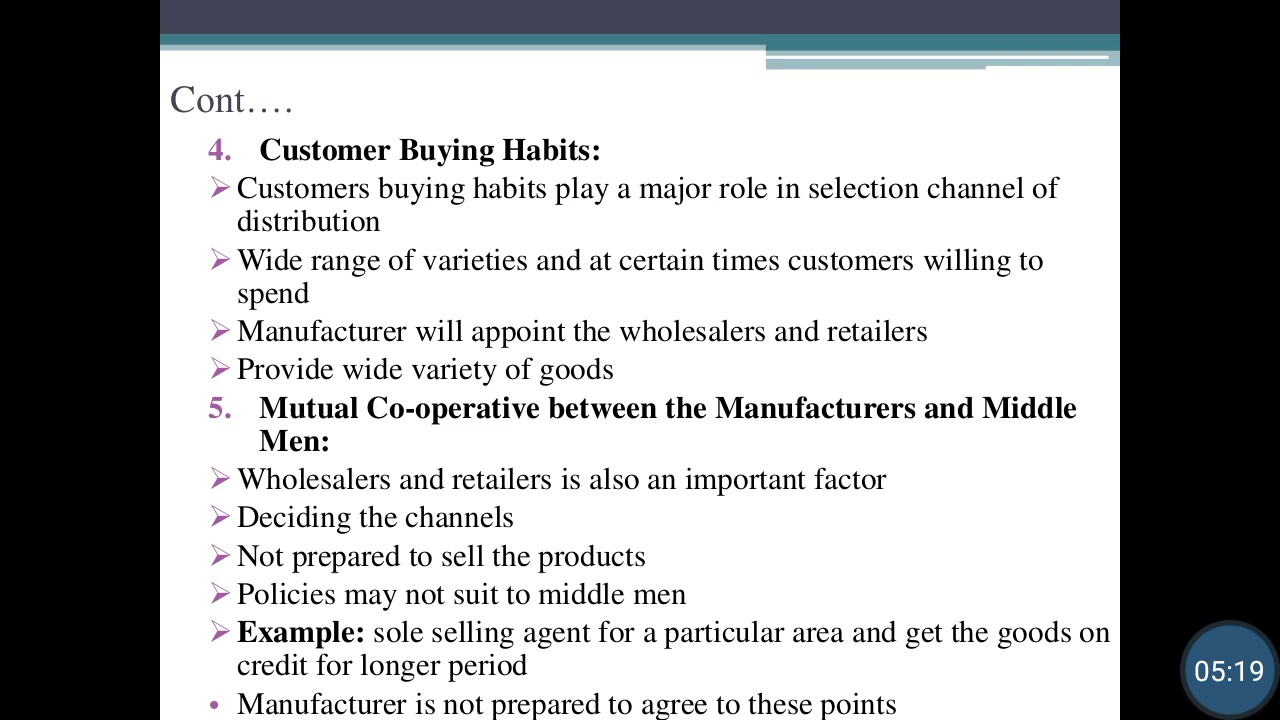 Cont….
4. Customer Buying Habits:
➢ Customers buying habits play a major role in selection channel of
distribution
➢ Wide range of varieties and at certain times customers willing to
spend
➢ Manufacturer will appoint the wholesalers and retailers
➢ Provide wide variety of goods
5. Mutual Co-operative between the Manufacturers and Middle
Men:
➢ Wholesalers and retailers is also an important factor
➢ Deciding the channels
➢ Not prepared to sell the products
➢ Policies may not suit to middle men
➢ Example: sole selling agent for a particular area and get the goods on
credit for longer period
• Manufacturer is not prepared to agree to these points
05:19